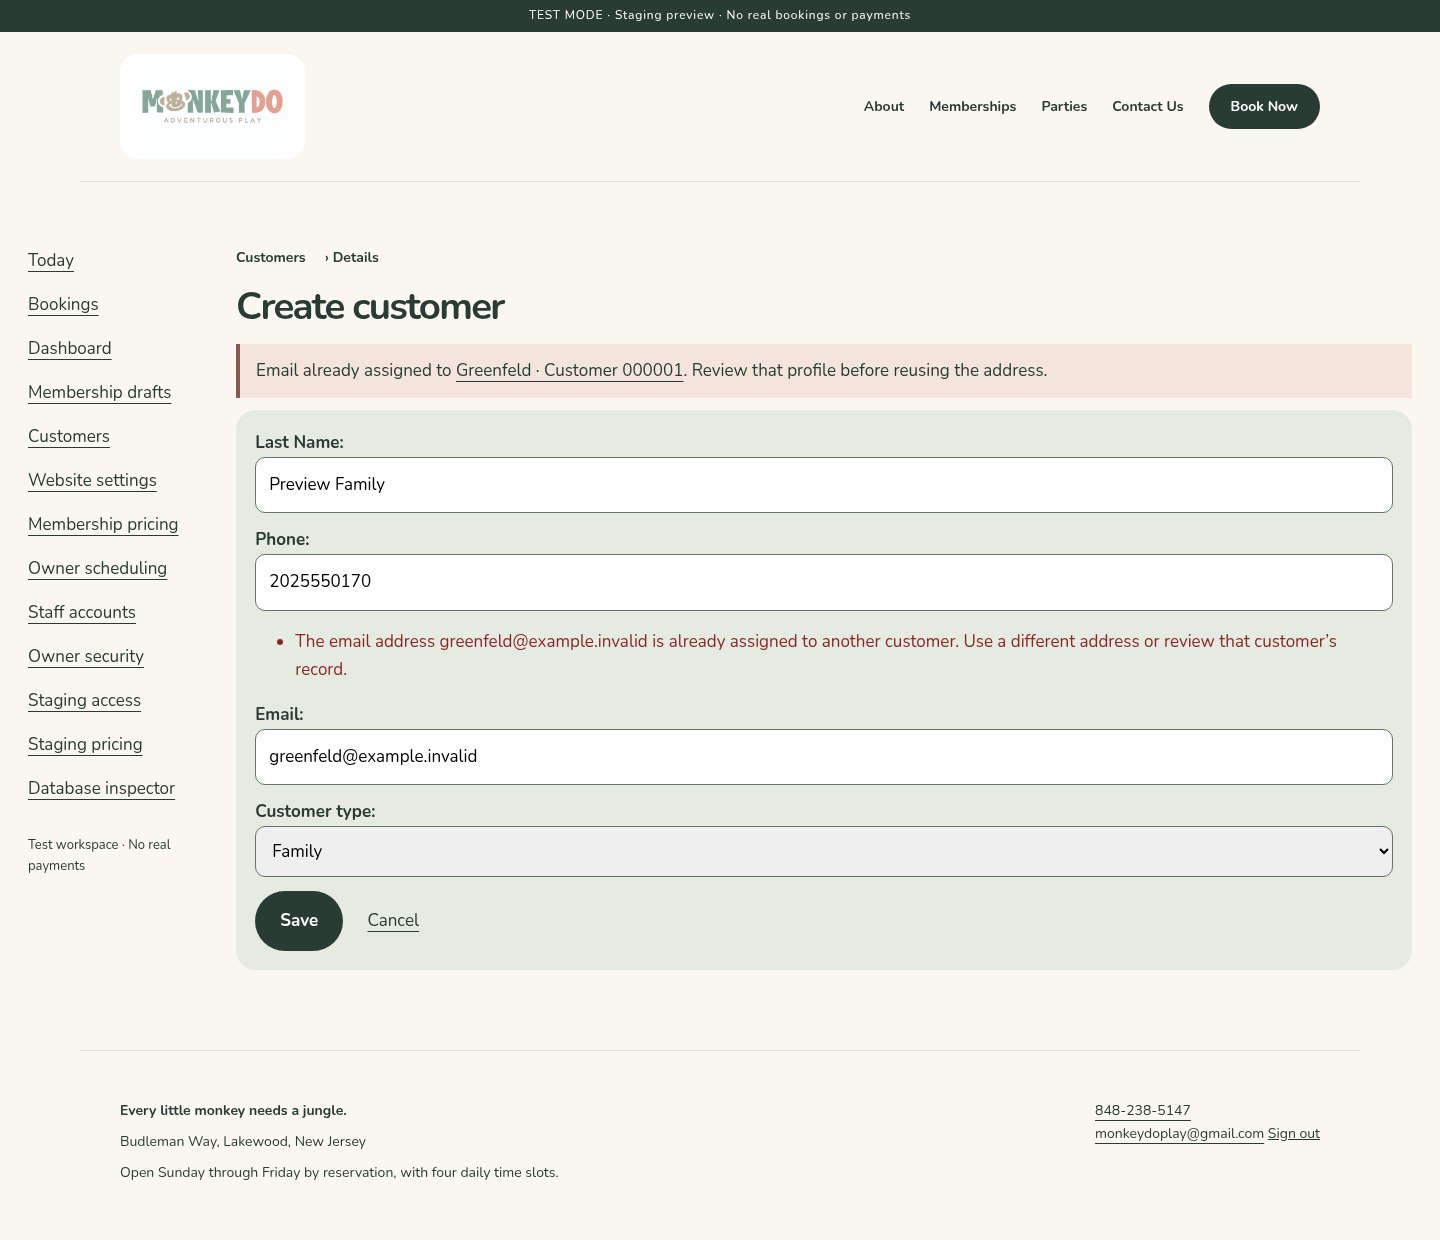 TEST MODE · Staging preview · No real bookings or payments
MONKEYDO
ADVENTUROUS PLAY
About Memberships Parties Contact Us Book Now
Today
Bookings
Dashboard
Membership drafts
Customers
Website settings
Membership pricing
Owner scheduling
Staff accounts
Owner security
Staging access
Staging pricing
Database inspector
Test workspace · No real
payments
Customers › Details
Create customer
Email already assigned to Greenfeld · Customer 000001. Review that profile before reusing the address.
Last Name:
Preview Family
Phone:
2025550170
• The email address greenfeld@example.invalid is already assigned to another customer. Use a different address or review that customer’s
record.
Email:
greenfeld@example.invalid
Customer type:
Family
Save Cancel
Every little monkey needs a jungle.
Budleman Way, Lakewood, New Jersey
Open Sunday through Friday by reservation, with four daily time slots.
848-238-5147
monkeydoplay@gmail.com Sign out